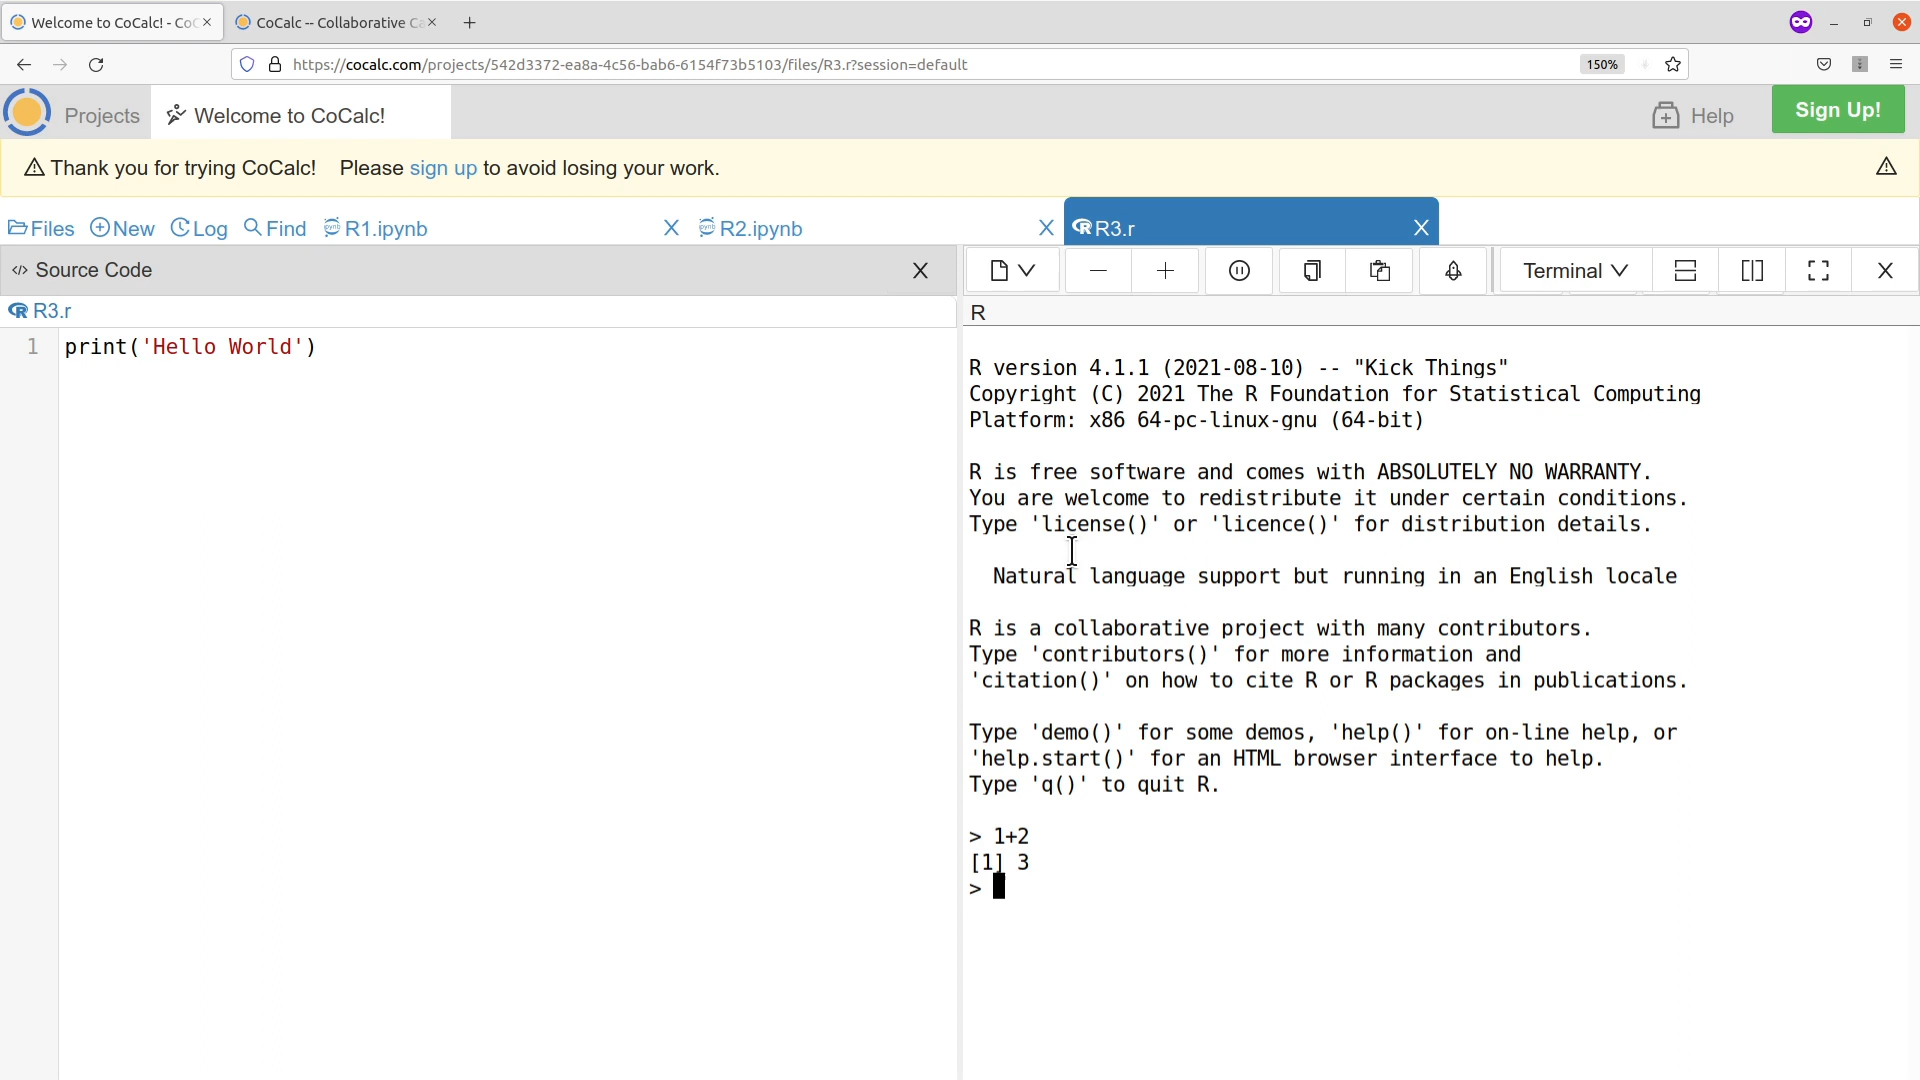 Welcome to CoCalc! - CoC
CoCalc -- Collaborative Ca
https://cocalc.com/projects/542d3372-ea8a-4c56-bab6-6154f73b5103/files/R3.r?session=default
150%
Projects
Welcome to CoCalc!
Help
Sign Up!
Thank you for trying CoCalc! Please sign up to avoid losing your work.
Files New Log Find R1.ipynb X R2.ipynb X R3.r X
Source Code X
Terminal X
R3.r
R
1 print('Hello World')
R version 4.1.1 (2021-08-10) -- "Kick Things"
Copyright (C) 2021 The R Foundation for Statistical Computing
Platform: x86 64-pc-linux-gnu (64-bit)
R is free software and comes with ABSOLUTELY NO WARRANTY.
You are welcome to redistribute it under certain conditions.
Type 'license()' or 'licence()' for distribution details.
Natural language support but running in an English locale
R is a collaborative project with many contributors.
Type 'contributors()' for more information and
'citation()' on how to cite R or R packages in publications.
Type 'demo()' for some demos, 'help()' for on-line help, or
'help.start()' for an HTML browser interface to help.
Type 'q()' to quit R.
> 1+2
[1] 3
>